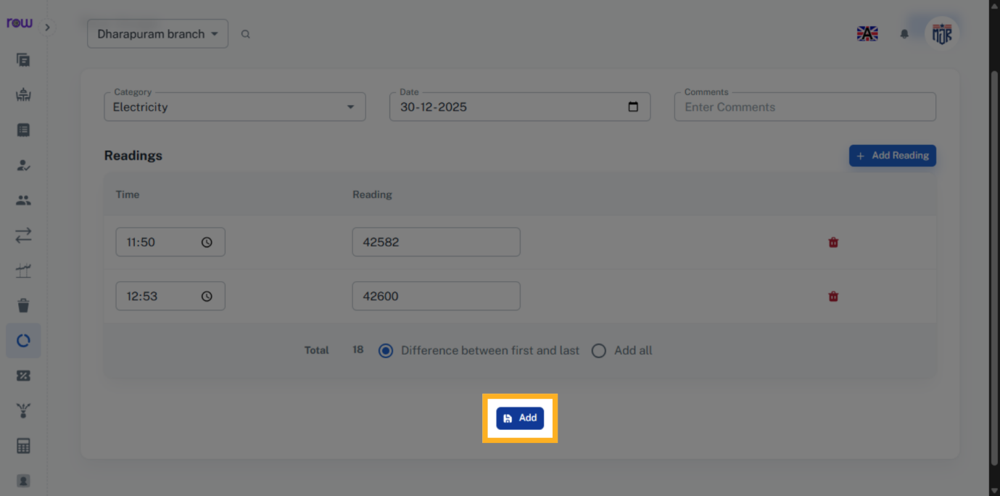 row
Dharapuram branch
A
MJR
Category
Electricity
Date
30-12-2025
Comments
Enter Comments
Readings
+ Add Reading
Time
Reading
11:50
42582
12:53
42600
Total 18 Difference between first and last Add all
Add